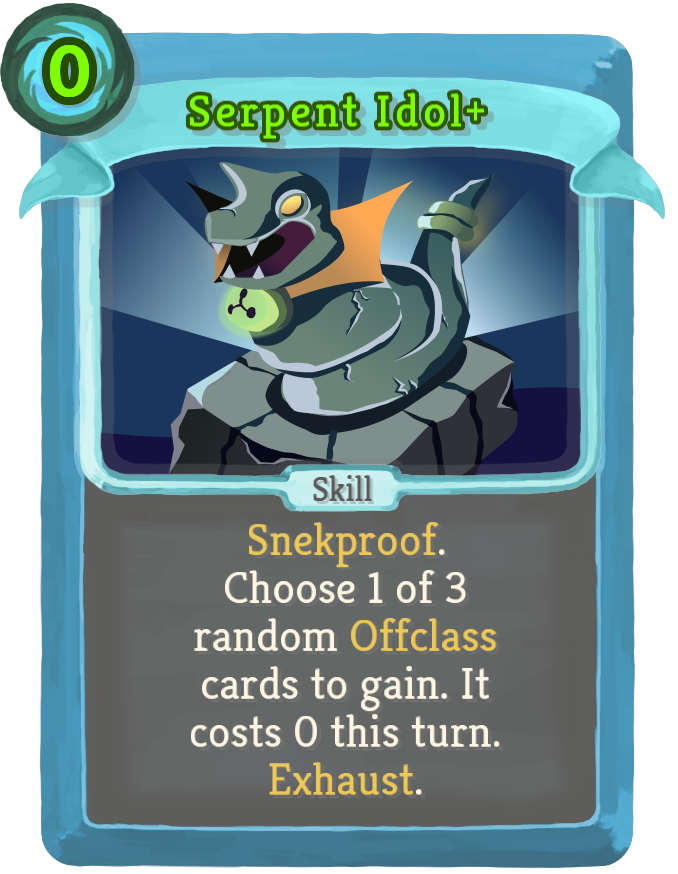 0
Serpent Idol+
Skill
Snekproof.
Choose 1 of 3
random Offclass
cards to gain. It
costs 0 this turn.
Exhaust.